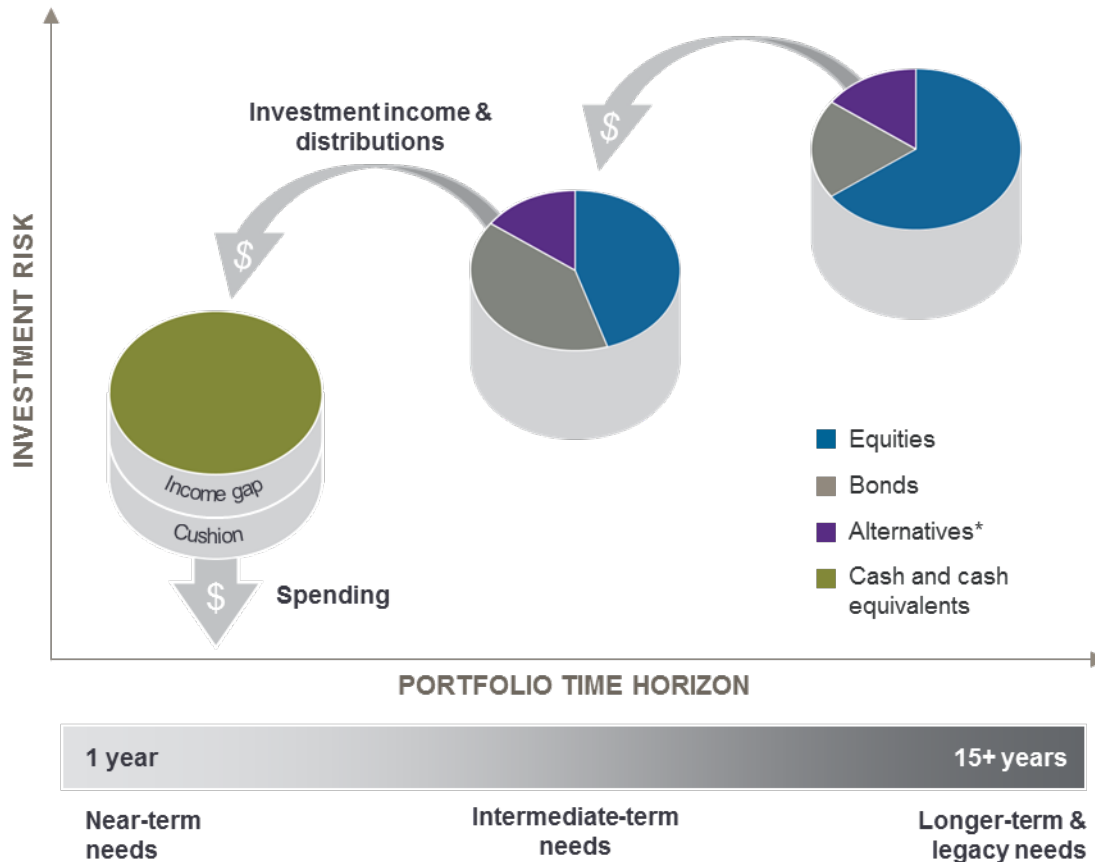 INVESTMENT RISK
Investment income &
distributions
$
$
Income gap
Cushion
$
Spending
Equities
Bonds
Alternatives*
Cash and cash
equivalents
PORTFOLIO TIME HORIZON
1 year
15+ years
Near-term
needs
Intermediate-term
needs
Longer-term &
legacy needs